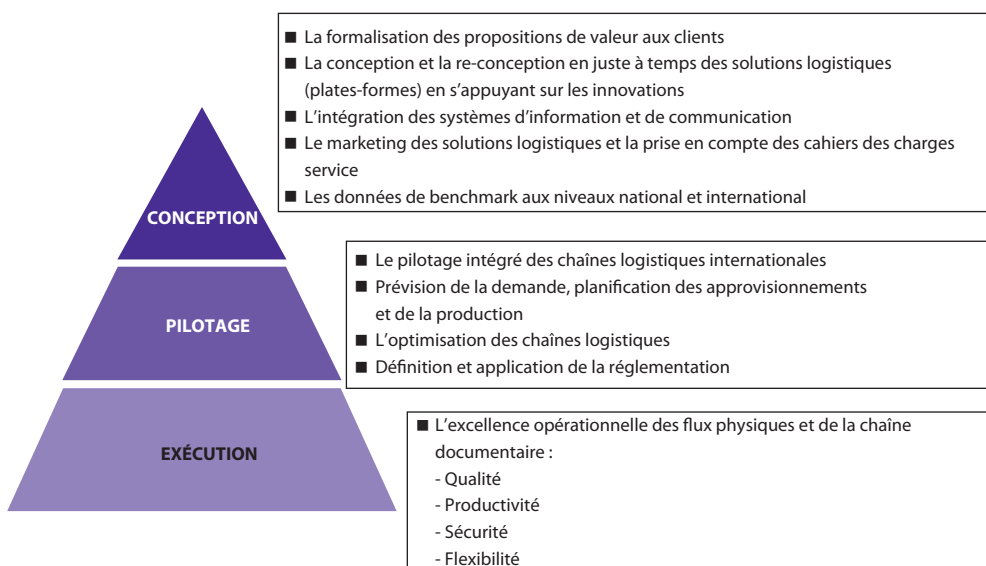 ■ La formalisation des propositions de valeur aux clients
■ La conception et la re-conception en juste à temps des solutions logistiques
(plates-formes) en s’appuyant sur les innovations
■ L’intégration des systèmes d’information et de communication
■ Le marketing des solutions logistiques et la prise en compte des cahiers des charges
service
■ Les données de benchmark aux niveaux national et international
CONCEPTION
■ Le pilotage intégré des chaînes logistiques internationales
■ Prévision de la demande, planification des approvisionnements
et de la production
■ L’optimisation des chaînes logistiques
■ Définition et application de la réglementation
PILOTAGE
■ L’excellence opérationnelle des flux physiques et de la chaîne
documentaire :
- Qualité
- Productivité
- Sécurité
- Flexibilité
EXÉCUTION